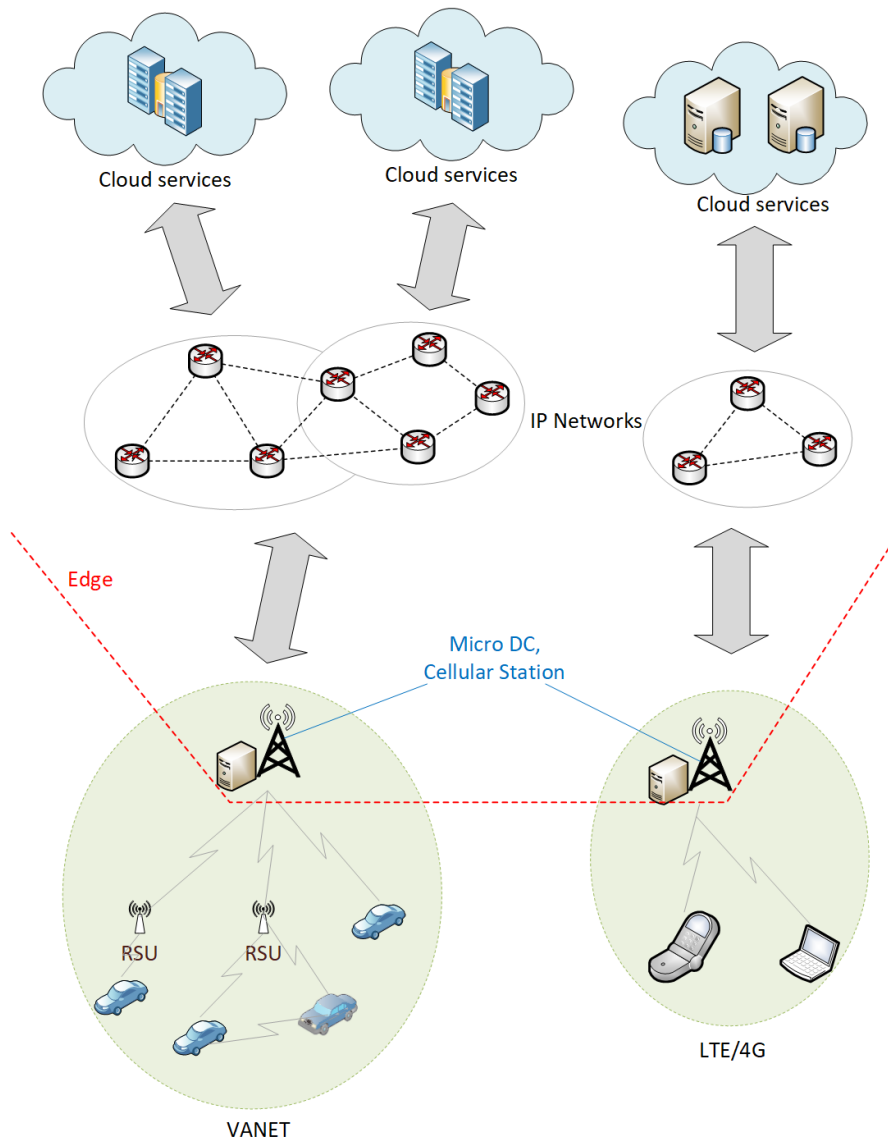 Cloud services
Cloud services
Cloud services
IP Networks
Edge
Micro DC,
Cellular Station
RSU
RSU
LTE/4G
VANET